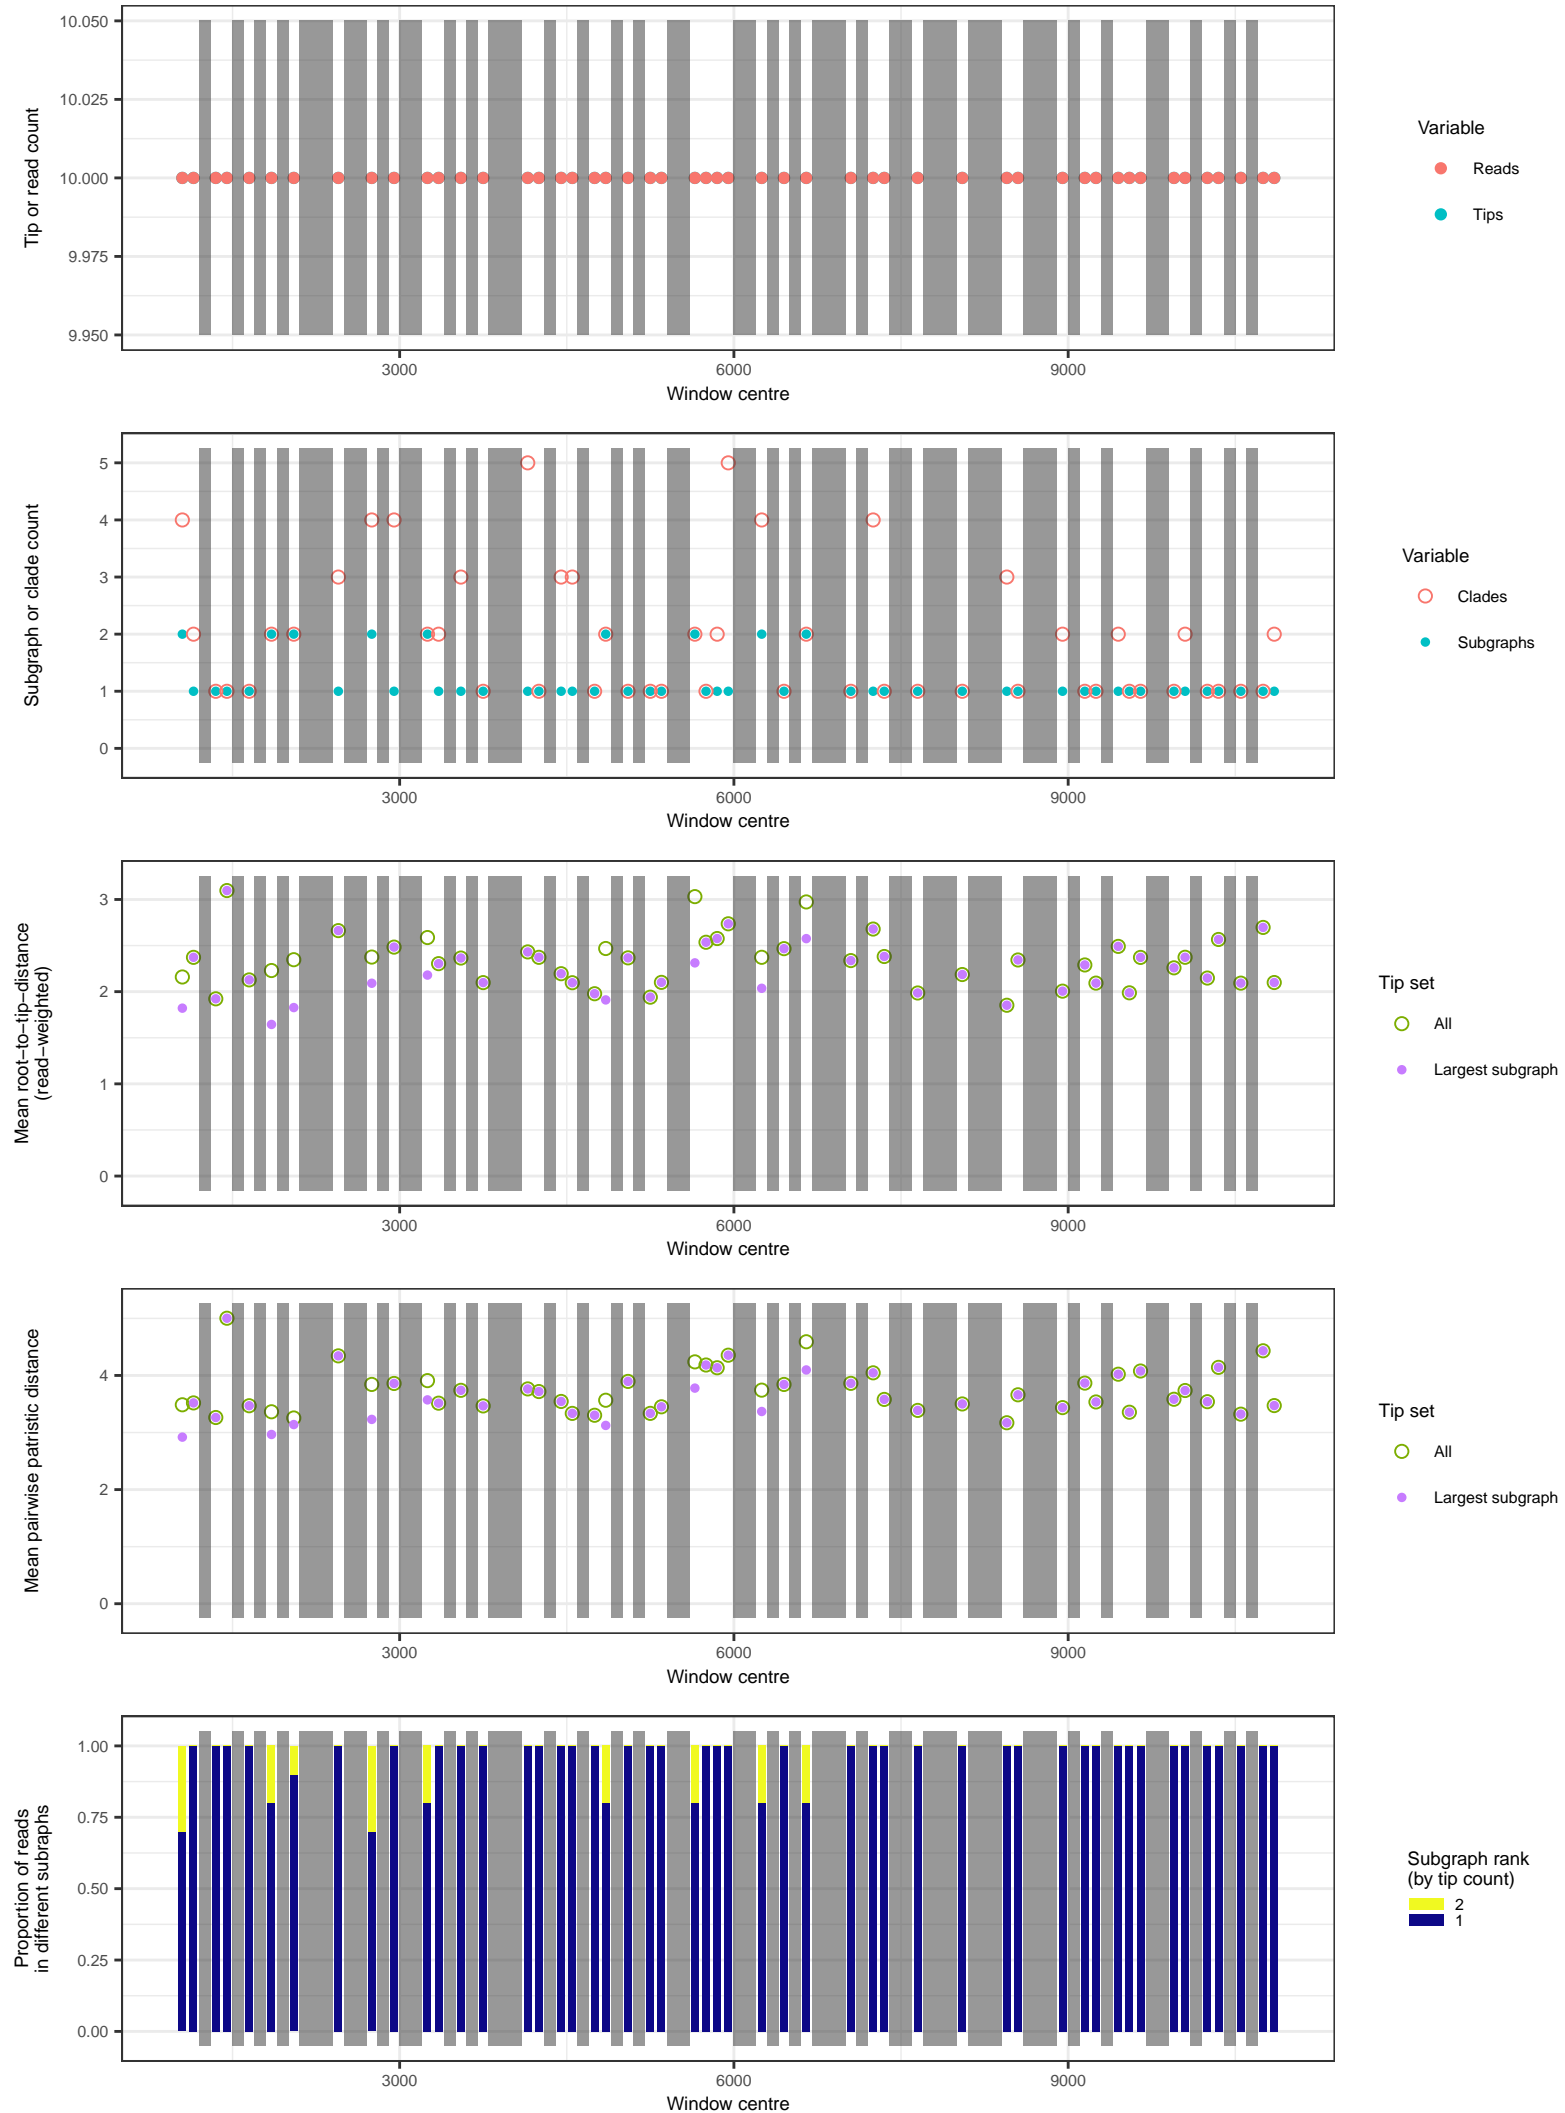 10.050
10.025
10.000
9.975
9.950
Tip or read count
3000 6000 9000
Window centre
Variable
Reads
Tips
5
4
3
2
1
0
Subgraph or clade count
3000 6000 9000
Window centre
Variable
Clades
Subgraphs
3
2
1
0
Mean root−to−tip−distance
(read−weighted)
3000 6000 9000
Window centre
Tip set
All
Largest subgraph
4
2
0
Mean pairwise patristic distance
3000 6000 9000
Window centre
Tip set
All
Largest subgraph
1.00
0.75
0.50
0.25
0.00
Proportion of reads
in different subraphs
3000 6000 9000
Window centre
Subgraph rank
(by tip count)
2
1